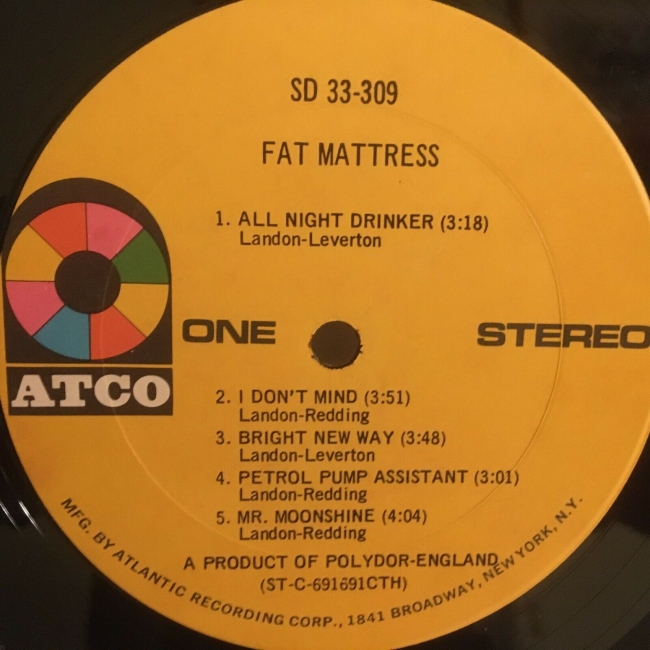 SD 33-309
FAT MATTRESS
1. ALL NIGHT DRINKER (3:18)
Landon-Leverton
ONE
STEREO
ATCO
2. I DON'T MIND (3:51)
Landon-Redding
3. BRIGHT NEW WAY (3:48)
Landon-Leverton
4. PETROL PUMP ASSISTANT (3:01)
Landon-Redding
5. MR. MOONSHINE (4:04)
Landon-Redding
A PRODUCT OF POLYDOR-ENGLAND
(ST-C-691691CTH)
MFG. BY ATLANTIC RECORDING CORP., 1841 BROADWAY, NEW YORK, N.Y.